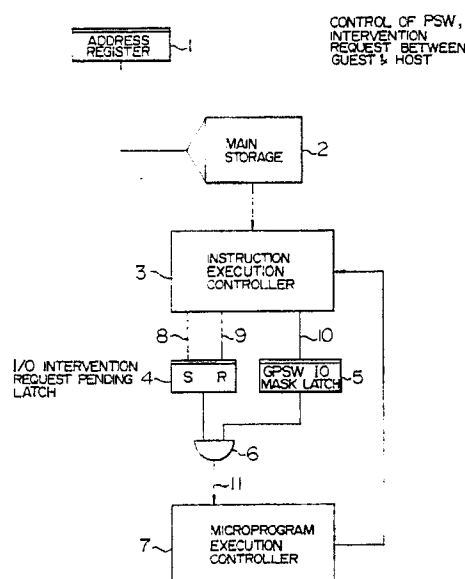 ADDRESS
REGISTER
1
CONTROL OF PSW,
INTERVENTION
REQUEST BETWEEN
GUEST & HOST
MAIN
STORAGE
2
3
INSTRUCTION
EXECUTION
CONTROLLER
8
9
10
I/O INTERVENTION
REQUEST PENDING
LATCH
4
S R
GPSW IO
MASK LATCH
5
6
11
7
MICROPROGRAM
EXECUTION
CONTROLLER